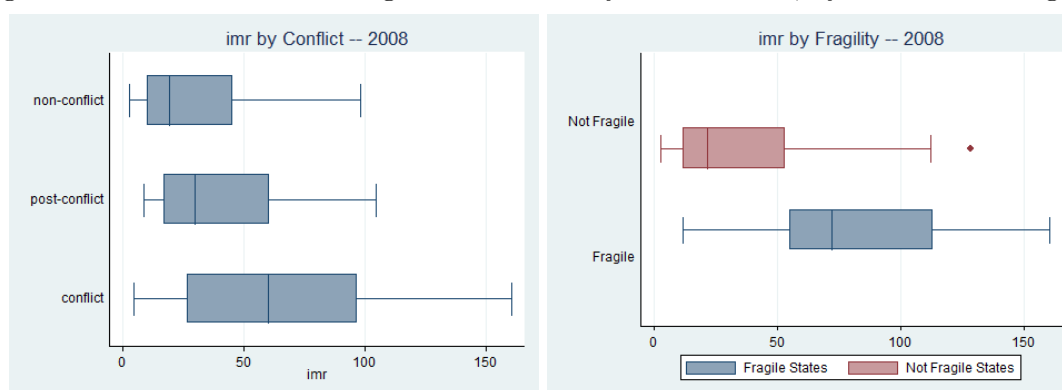 imr by Conflict -- 2008
non-conflict
post-conflict
conflict
0 50 100 150
imr
imr by Fragility -- 2008
Not Fragile
Fragile
0 50 100 150
Fragile States Not Fragile States